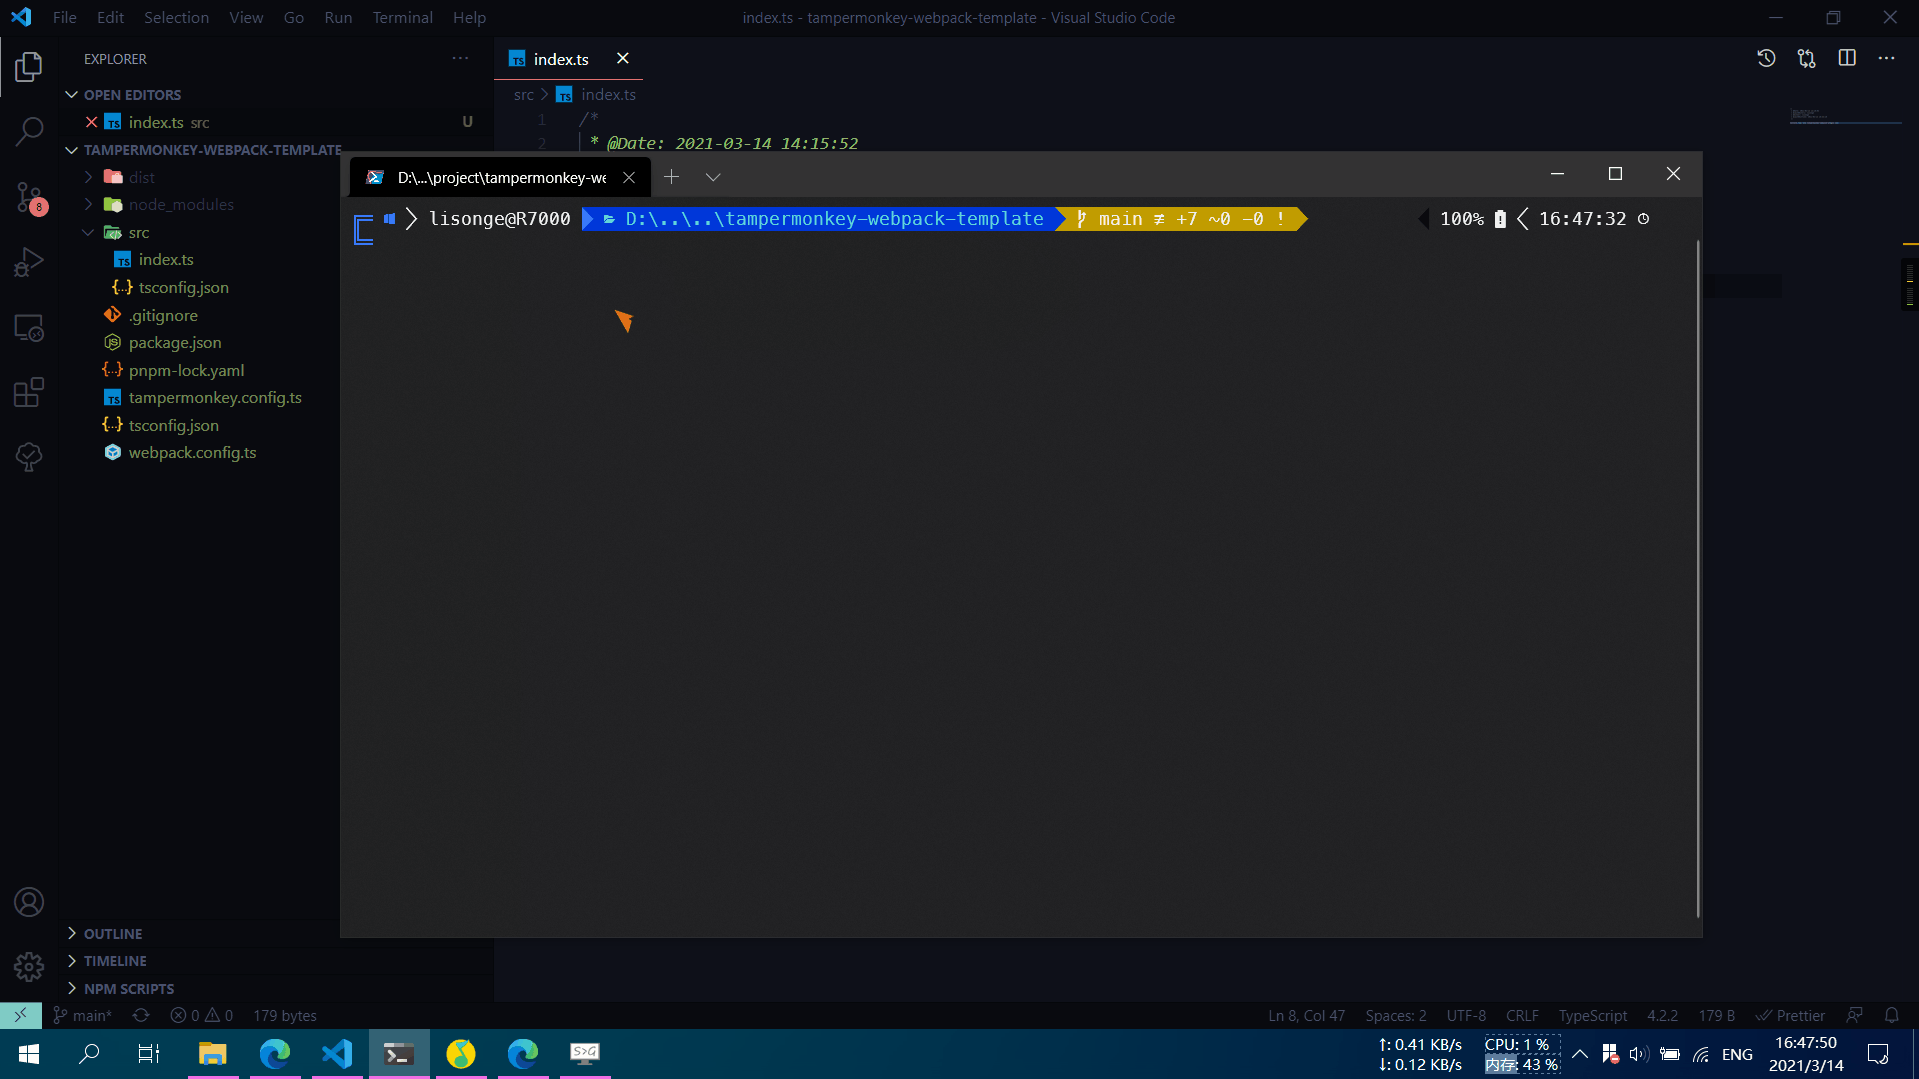 File Edit Selection View Go Run Terminal Help
index.ts - tampermonkey-webpack-template - Visual Studio Code
EXPLORER
OPEN EDITORS
index.ts src U
TAMPERMONKEY-WEBPACK-TEMPLATE
dist
node_modules
src
index.ts
tsconfig.json
.gitignore
package.json
pnpm-lock.yaml
tampermonkey.config.ts
tsconfig.json
webpack.config.ts
8
OUTLINE
TIMELINE
NPM SCRIPTS
index.ts
src > index.ts
1 /*
2 * @Date: 2021-03-14 14:15:52
D:\...\project\tampermonkey-we
lisonge@R7000 D:\..\..\tampermonkey-webpack-template main ≢ +7 ~0 -0 ! 100% 16:47:32
main* 0 0 179 bytes
Ln 8, Col 47 Spaces: 2 UTF-8 CRLF TypeScript 4.2.2 179 B Prettier
S>G
↑: 0.41 KB/s CPU: 1 %
↓: 0.12 KB/s 内存: 43 %
ENG
16:47:50
2021/3/14